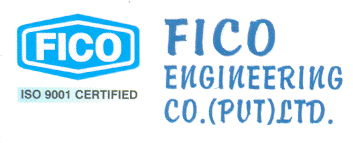 FICO
ISO 9001 CERTIFIED
FICO
ENGINEERING
CO.(PVT)LTD.